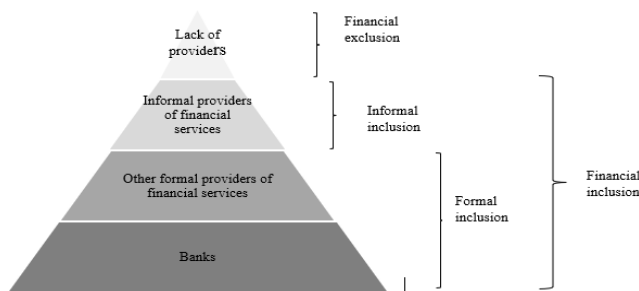 Lack of
providers
Financial
exclusion
Informal providers
of financial
services
Informal
inclusion
Other formal providers of
financial services
Formal
inclusion
Financial
inclusion
Banks